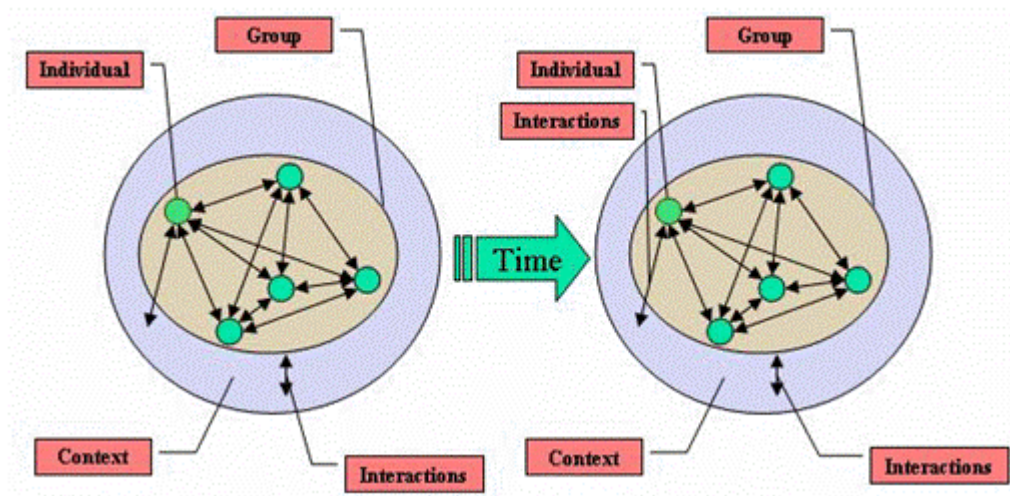 Group
Individual
Context
Interactions
Time
Group
Individual
Interactions
Context
Interactions